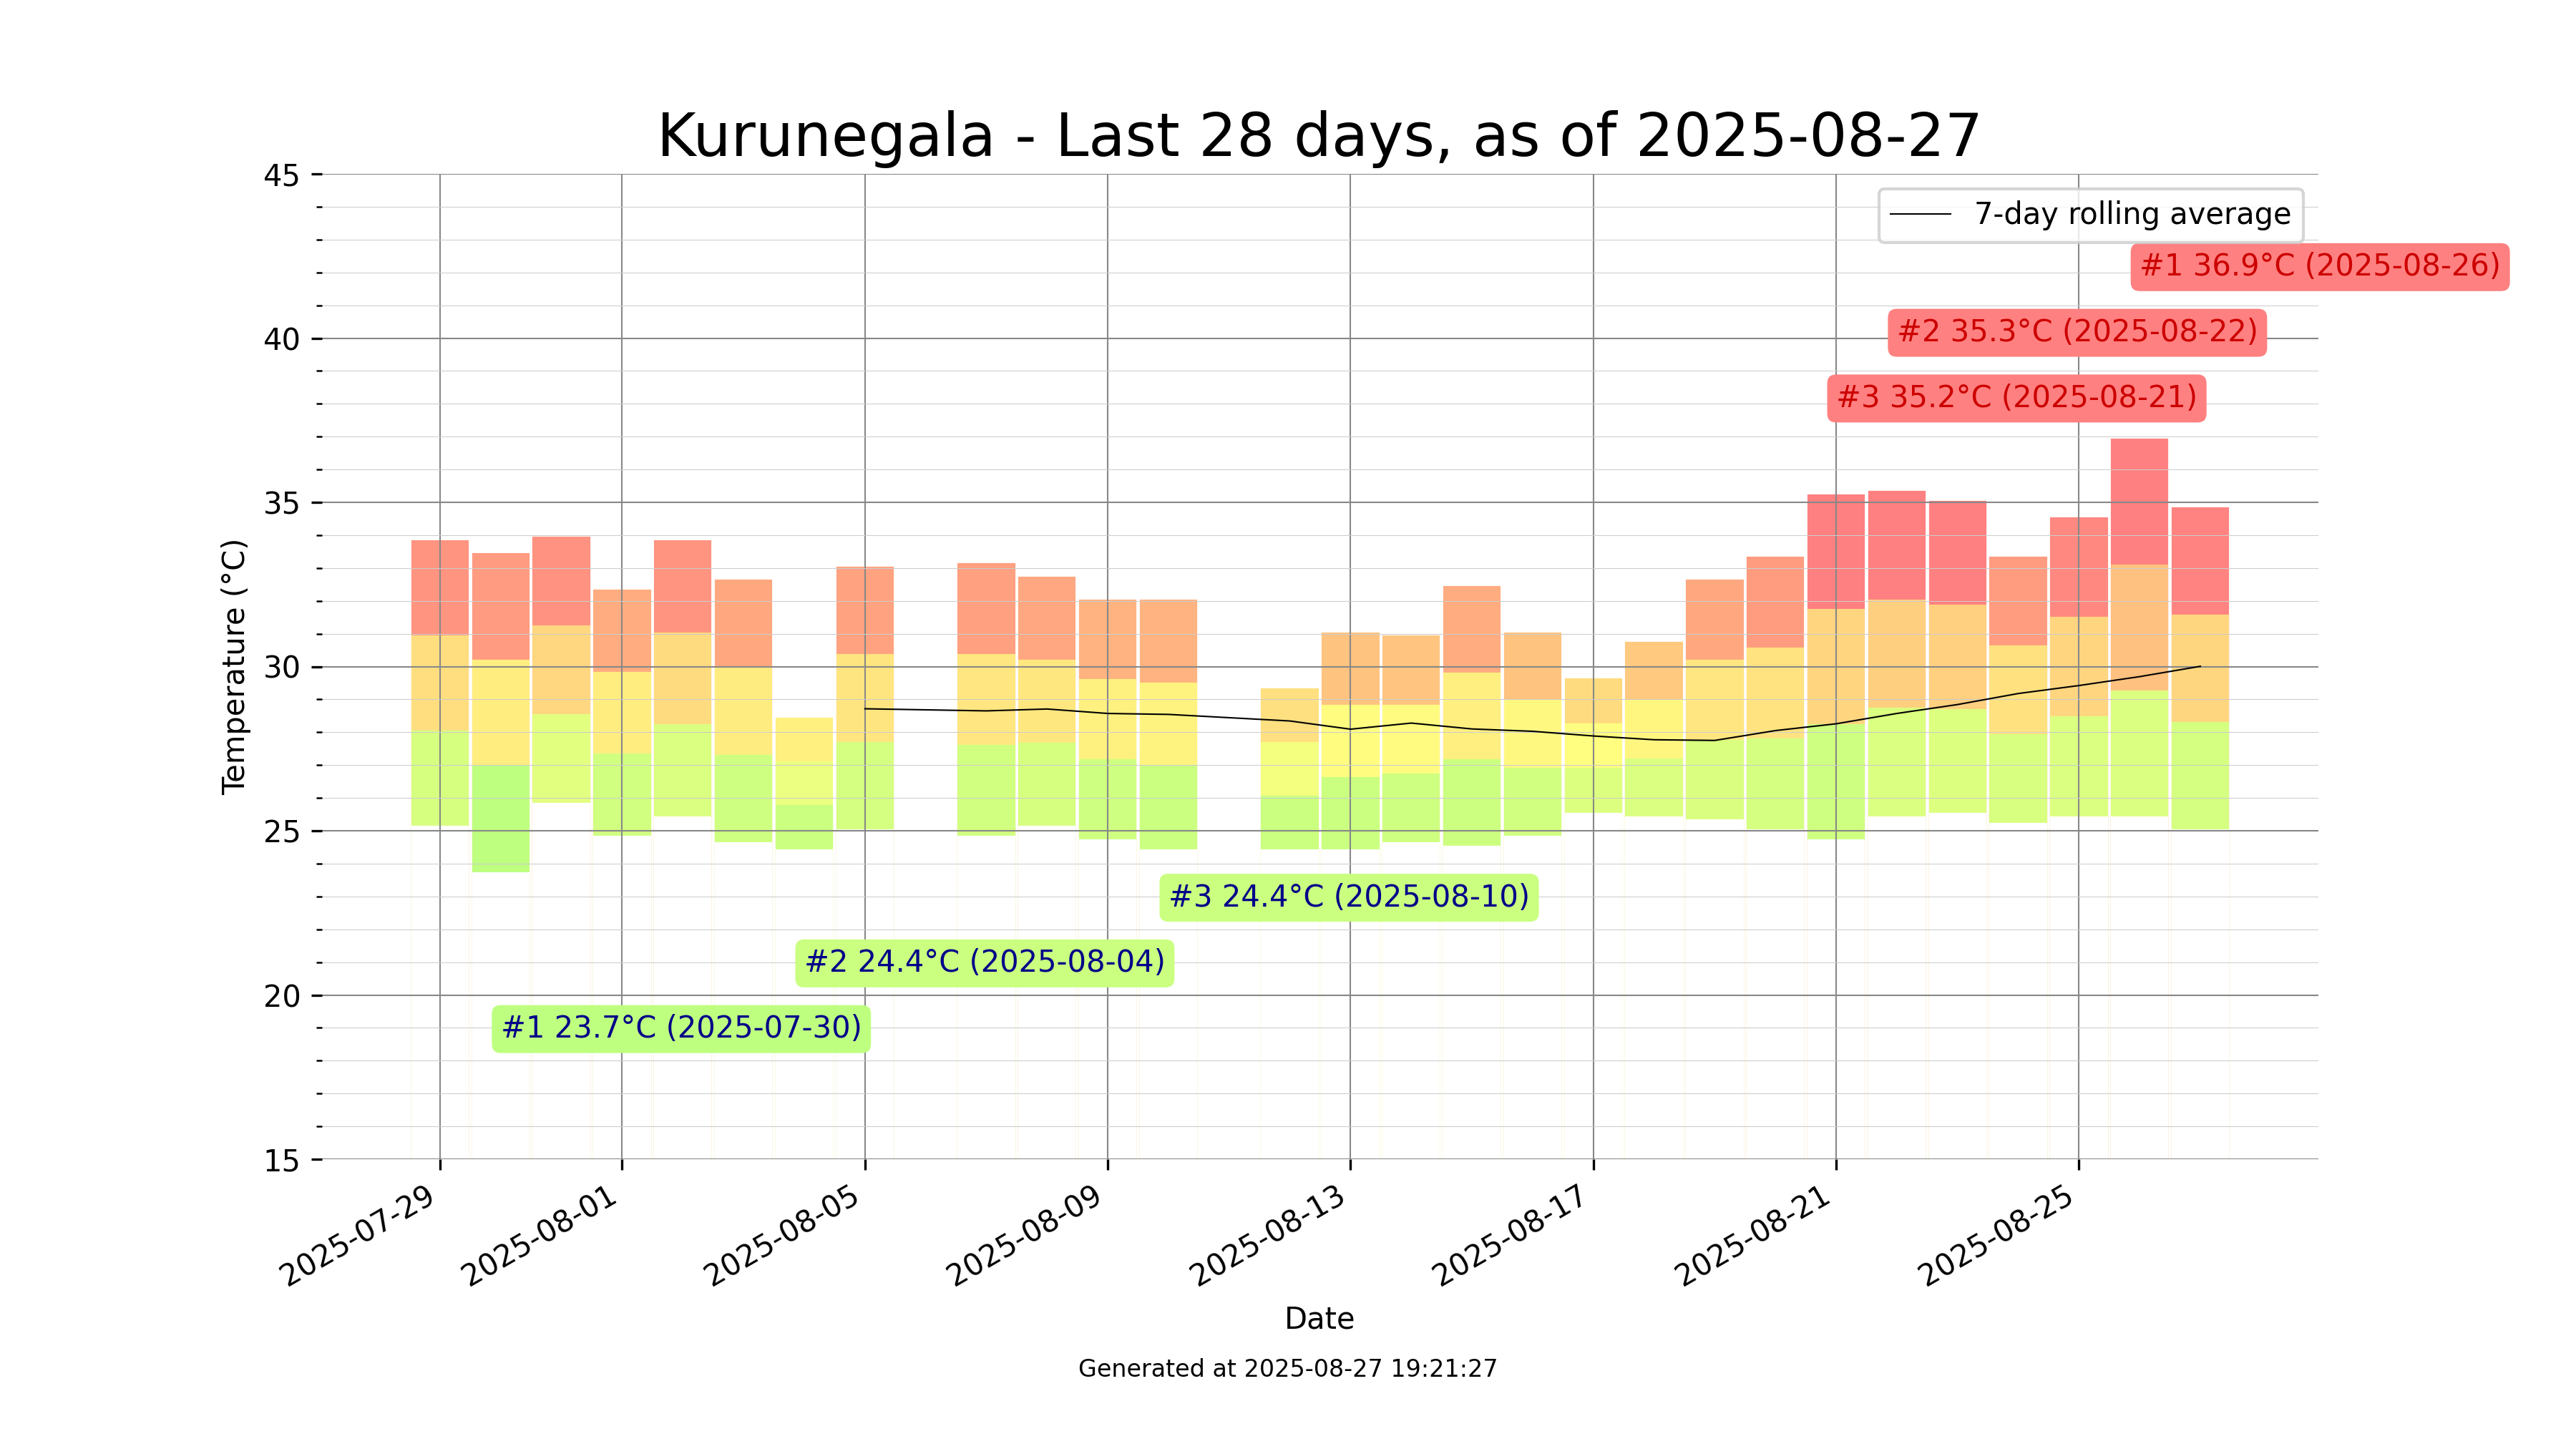 Kurunegala - Last 28 days, as of 2025-08-27
7-day rolling average
#1 36.9°C (2025-08-26)
#2 35.3°C (2025-08-22)
#3 35.2°C (2025-08-21)
#3 24.4°C (2025-08-10)
#2 24.4°C (2025-08-04)
#1 23.7°C (2025-07-30)
Temperature (°C)
45
40
35
30
25
20
15
2025-07-29
2025-08-01
2025-08-05
2025-08-09
2025-08-13
2025-08-17
2025-08-21
2025-08-25
Date
Generated at 2025-08-27 19:21:27